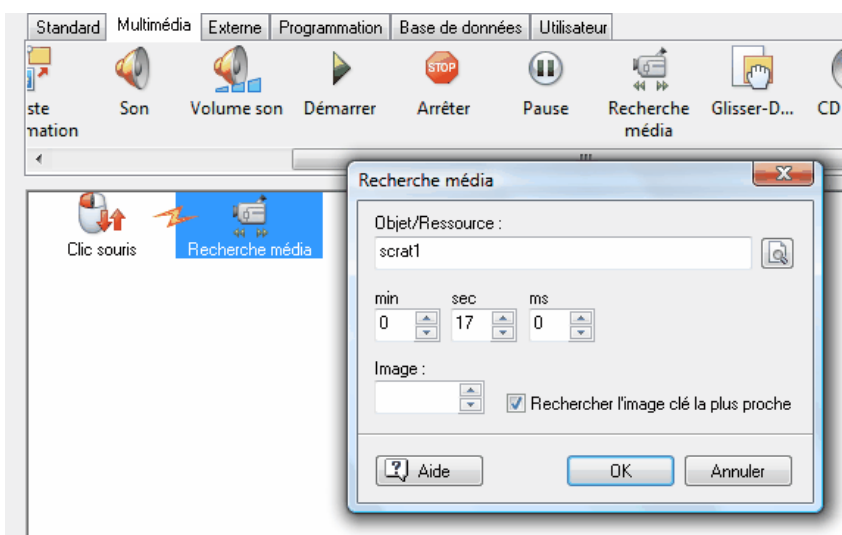 Standard Multimédia Externe Programmation Base de données Utilisateur
STOP
ste Son Volume son Démarrer Arrêter Pause Recherche Glisser-D... CD
mation média
Recherche média
Objet/Ressource :
scrat1
min sec ms
0 17 0
Image :
Rechercher l'image clé la plus proche
Aide OK Annuler
Clic souris Recherche média